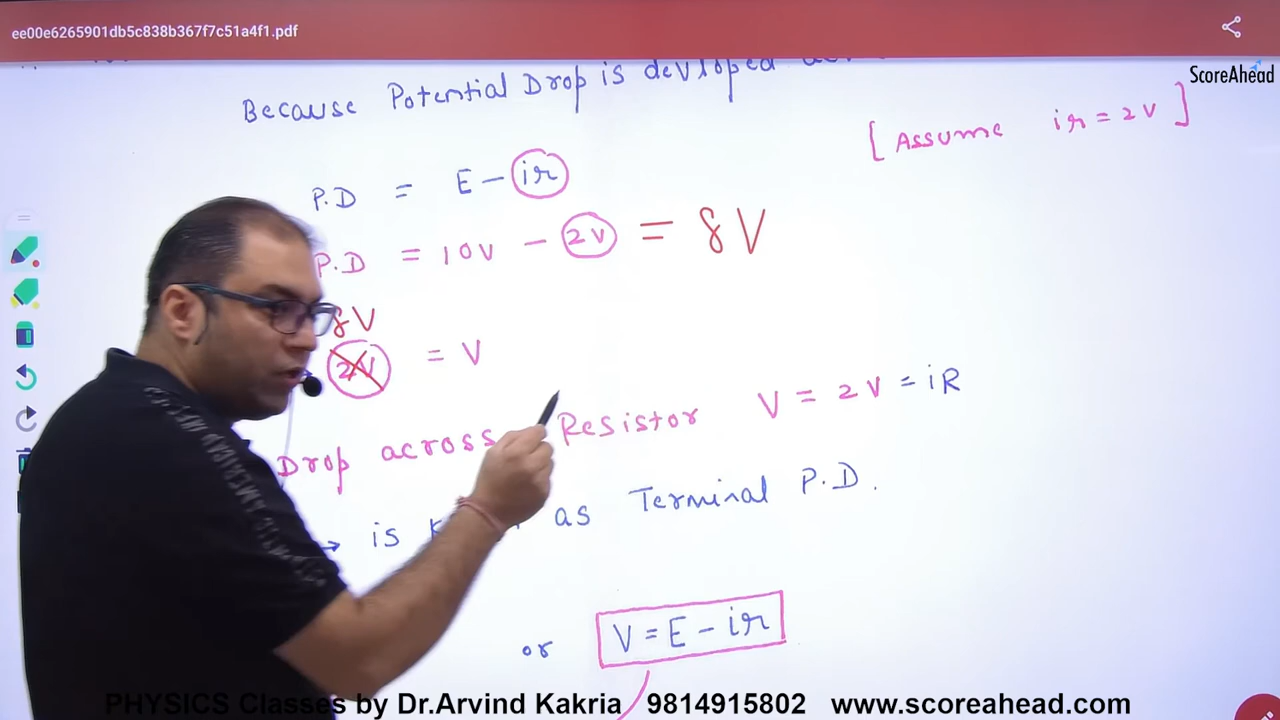 ee00e6265901db5c838b367f7c51a4f1.pdf
ScoreAhead
Because Potential Drop is developed
[Assume ir = 2V]
P.D = E - ir
P.D = 10V - 2V = 8V
8V
2V = V
Drop across Resistor V = 2V = iR
→ is as Terminal P.D.
or V = E - ir
PHYSICS Classes by Dr.Arvind Kakria 9814915802 www.scoreahead.com